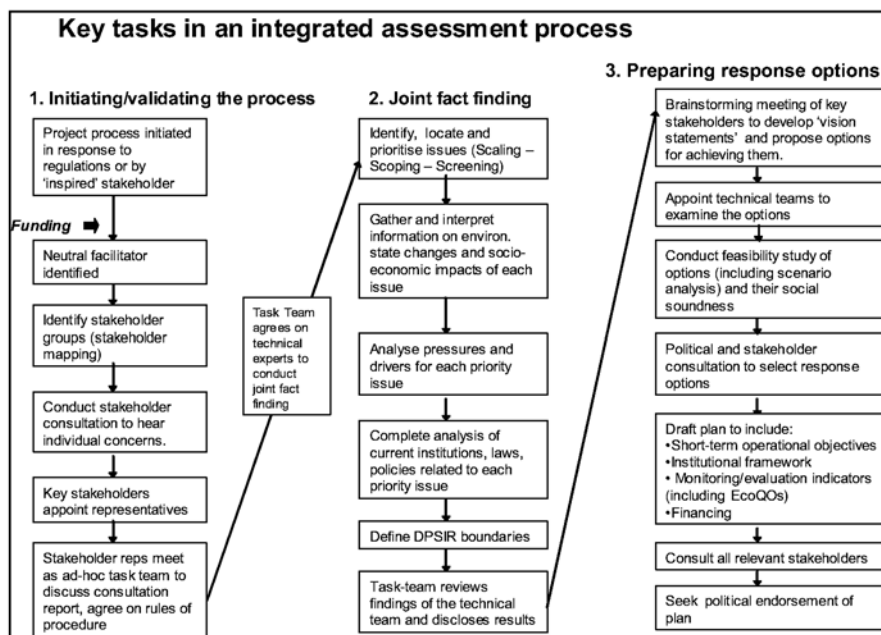 Key tasks in an integrated assessment process
1. Initiating/validating the process
Project process initiated
in response to
regulations or by
'inspired' stakeholder
Funding
Neutral facilitator
identified
Identify stakeholder
groups (stakeholder
mapping)
Conduct stakeholder
consultation to hear
individual concerns.
Key stakeholders
appoint representatives
Stakeholder reps meet
as ad-hoc task team to
discuss consultation
report, agree on rules of
procedure
Task Team
agrees on
technical
experts to
conduct
joint fact
finding
2. Joint fact finding
Identify, locate and
prioritise issues (Scaling –
Scoping – Screening)
Gather and interpret
information on environ.
state changes and socio-
economic impacts of each
issue
Analyse pressures and
drivers for each priority
issue
Complete analysis of
current institutions, laws,
policies related to each
priority issue
Define DPSIR boundaries
Task-team reviews
findings of the technical
team and discloses results
3. Preparing response options
Brainstorming meeting of key
stakeholders to develop 'vision
statements' and propose options
for achieving them.
Appoint technical teams to
examine the options
Conduct feasibility study of
options (including scenario
analysis) and their social
soundness
Political and stakeholder
consultation to select response
options
Draft plan to include:
•Short-term operational objectives
•Institutional framework
• Monitoring/evaluation indicators
(including EcoQOs)
•Financing
Consult all relevant stakeholders
Seek political endorsement of
plan